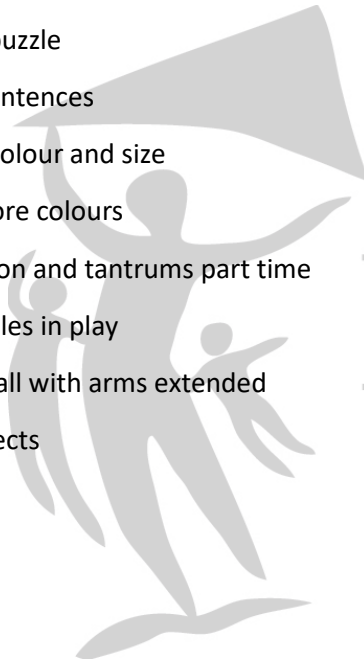 puzzle
ntences
olour and size
ore colours
on and tantrums part time
les in play
all with arms extended
ects